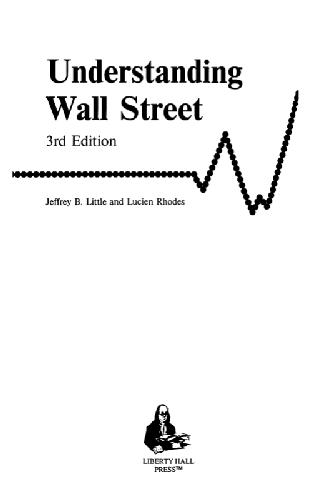 Understanding
Wall Street
3rd Edition
Jeffrey B. Little and Lucien Rhodes
LIBERTY HALL
PRESS™